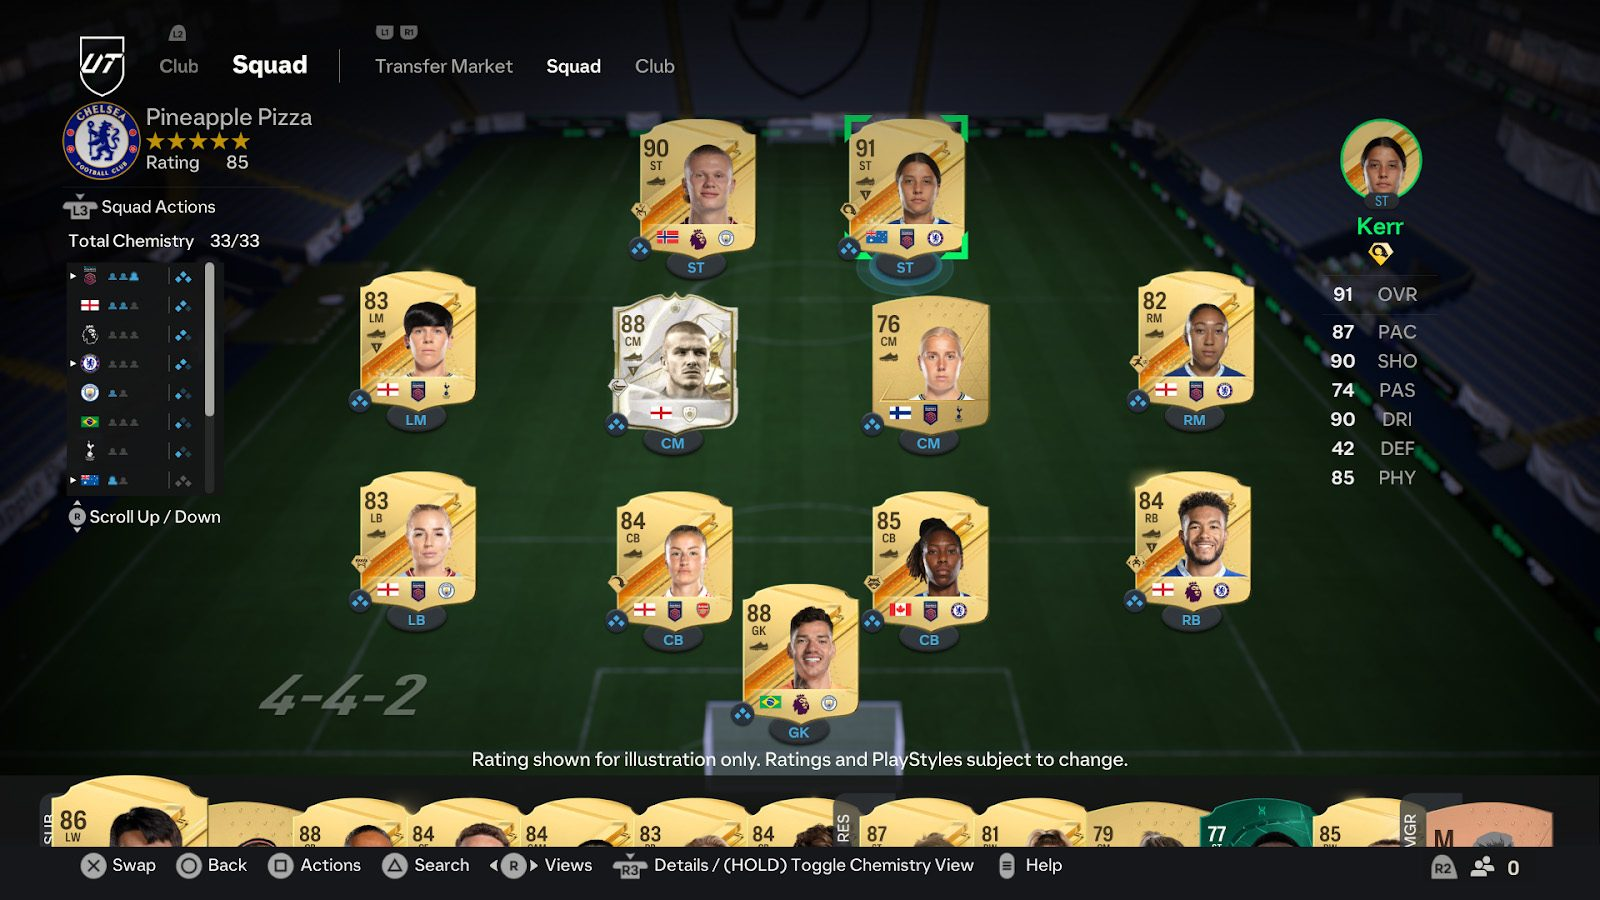 L2
L1 R1
UT Club Squad Transfer Market Squad Club
CHELSEA
FOOTBALL CLUB
Pineapple Pizza
Rating 85
L3 Squad Actions
Total Chemistry 33/33
R Scroll Up / Down
90
ST
ST
91
ST
ST
ST
Kerr
91 OVR
87 PAC
90 SHO
74 PAS
90 DRI
42 DEF
85 PHY
83
LM
LM
88
CM
CM
76
CM
CM
82
RM
RM
83
LB
LB
84
CB
CB
85
CB
CB
84
RB
RB
88
GK
GK
4-4-2
Rating shown for illustration only. Ratings and PlayStyles subject to change.
SUB
86
LW
88
84
84
83
84
RES
87
81
79
77
85
MGR
M
Swap Back Actions Search R Views R3 Details / (HOLD) Toggle Chemistry View Help R2 0